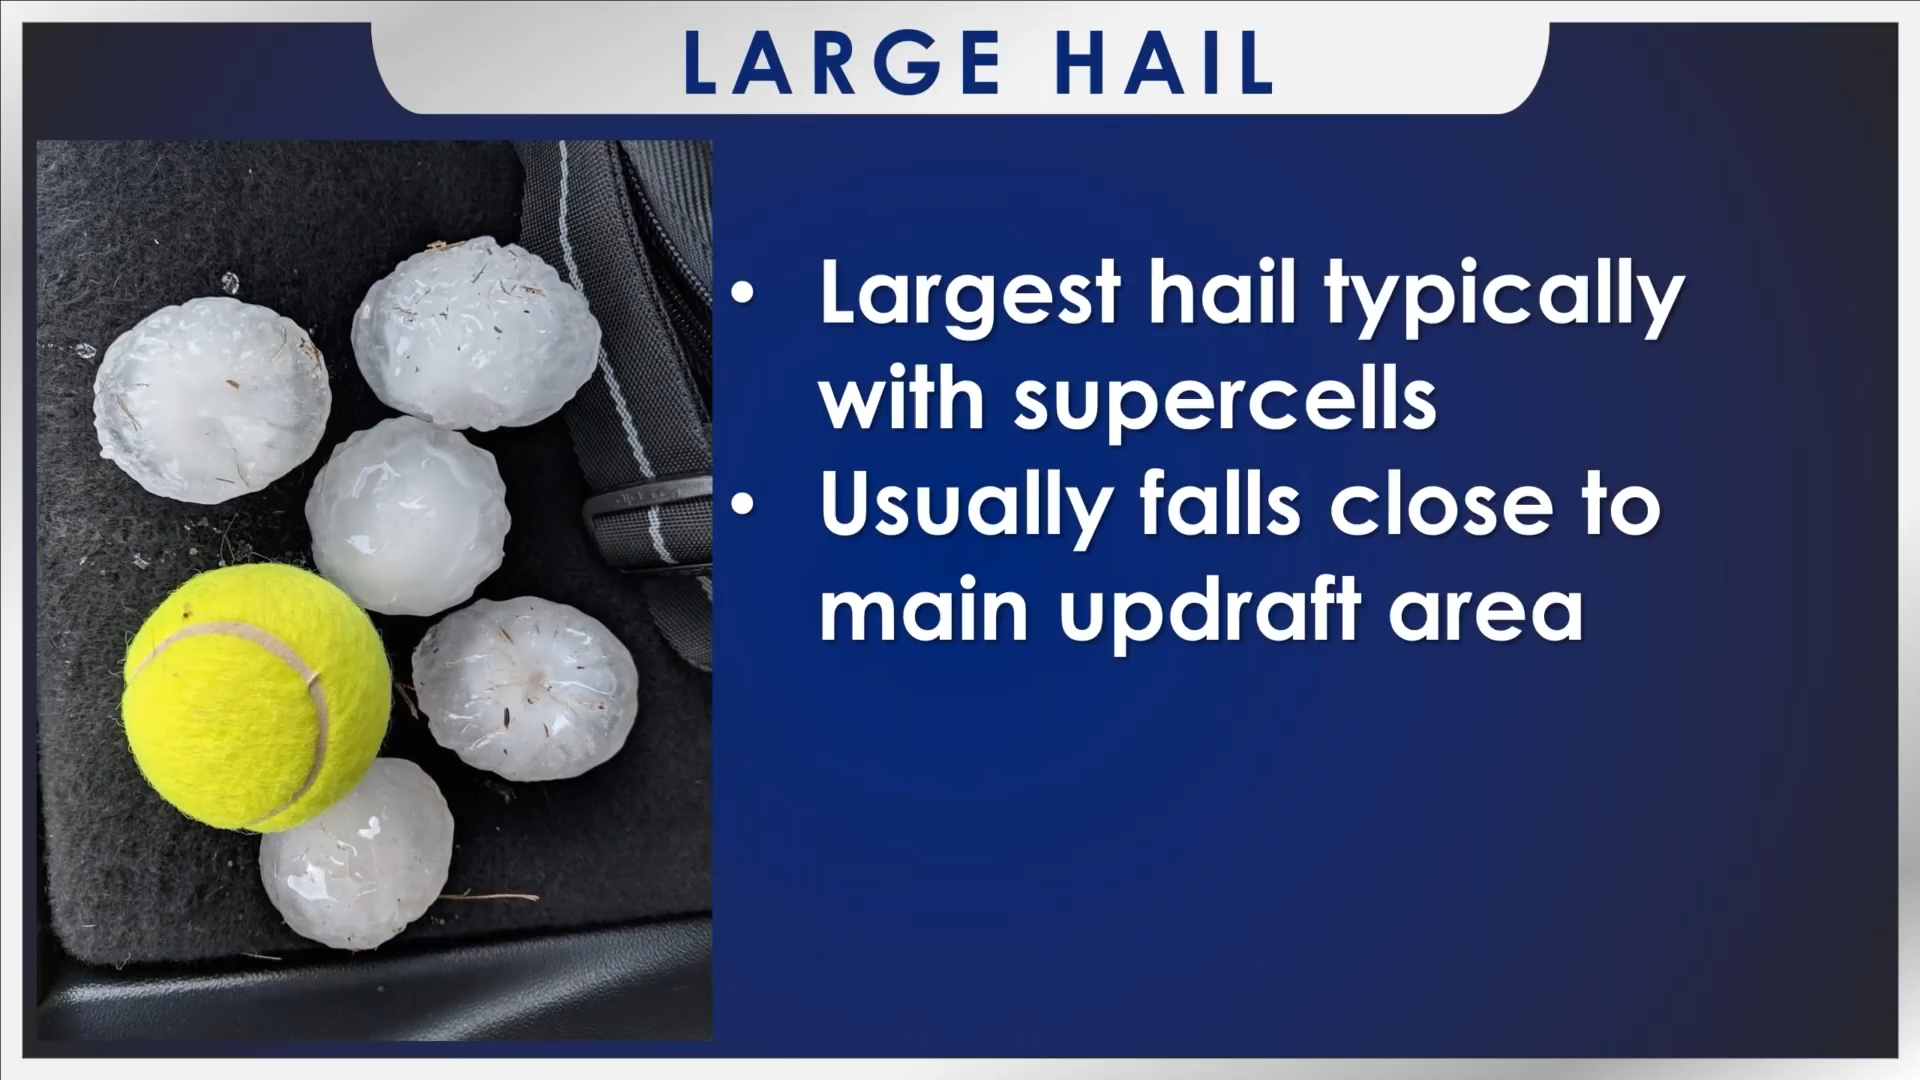 LARGE HAIL
• Largest hail typically
with supercells
• Usually falls close to
main updraft area